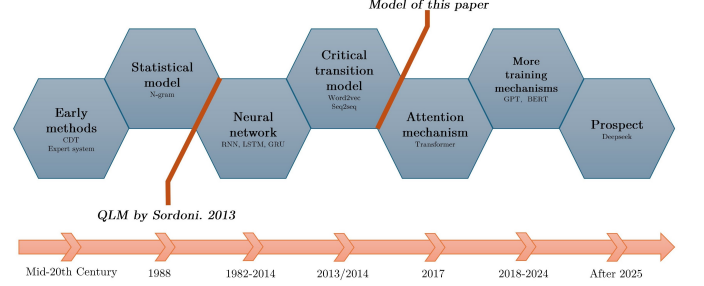 Model of this paper
Statistical
model
N-gram
Critical
transition
model
Word2vec
Seq2seq
More
training
mechanisms
GPT, BERT
Early
methods
CDT
Expert system
Neural
network
RNN, LSTM, GRU
Attention
mechanism
Transformer
Prospect
Deepseek
QLM by Sordoni. 2013
Mid-20th Century
1988
1982-2014
2013/2014
2017
2018-2024
After 2025